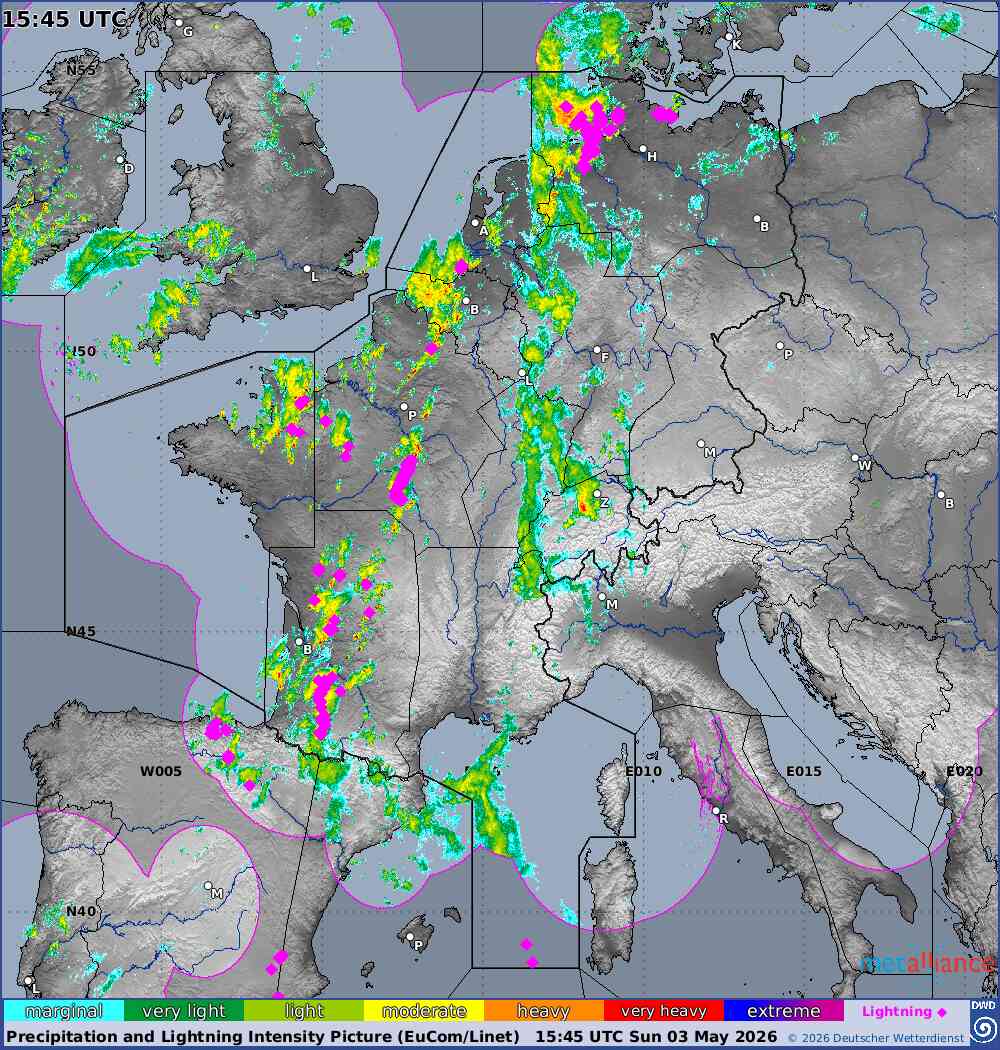 15:45 UTC
G
K
N55
D
H
A
B
L
B
N50
F
P
L
P
M
W
Z
B
M
N45
B
W005
E005
E010
E015
E020
R
M
N40
P
L
metalliance
marginal very light light moderate heavy very heavy extreme Lightning
DWD
Precipitation and Lightning Intensity Picture (EuCom/Linet) 15:45 UTC Sun 03 May 2026 © 2026 Deutscher Wetterdienst